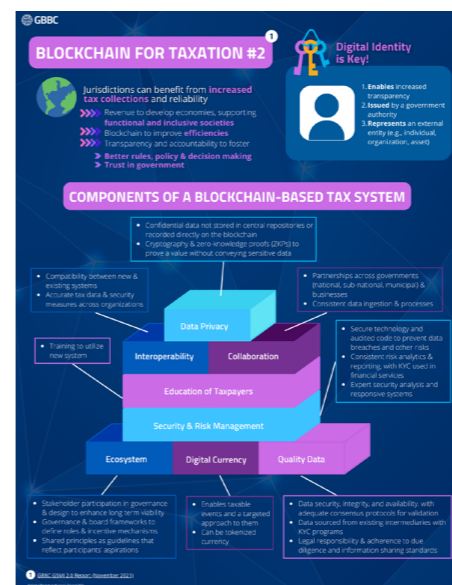 GBBC
BLOCKCHAIN FOR TAXATION #2
1
Digital Identity
is Key!
Jurisdictions can benefit from increased
tax collections and reliability
Revenue to develop economies, supporting
functional and inclusive societies
Blockchain to improve efficiencies
Transparency and accountability to foster
Better rules, policy & decision making
Trust in government
1. Enables increased
transparency
2. Issued by a government
authority
3. Represents an external
entity (e.g., individual,
organization, asset)
COMPONENTS OF A BLOCKCHAIN-BASED TAX SYSTEM
Confidential data not stored in central repositories or
recorded directly on the blockchain
Cryptography & zero-knowledge proofs (ZKPs) to
prove a value without conveying sensitive data
Compatibility between new &
existing systems
Accurate tax data & security
measures across organizations
Partnerships across governments
(national, sub-national, municipal) &
businesses
Consistent data ingestion & processes
Data Privacy
Training to utilize
new system
Interoperability
Collaboration
Secure technology and
audited code to prevent data
breaches and other risks
Consistent risk analytics &
reporting, with KYC used in
financial services
Expert security analysis and
responsive systems
Education of Taxpayers
Security & Risk Management
Ecosystem
Digital Currency
Quality Data
Stakeholder participation in governance
& design to enhance long term viability
Governance & board frameworks to
define roles & incentive mechanisms
Shared principles as guidelines that
reflect participants' aspirations
Enables taxable
events and a targeted
approach to them
Can be tokenized
currency
Data security, integrity, and availability, with
adequate consensus protocols for validation
Data sourced from existing intermediaries with
KYC programs
Legal responsibility & adherence to due
diligence and information sharing standards
1 GBBC GSMI 2.0 Report (November 2021)